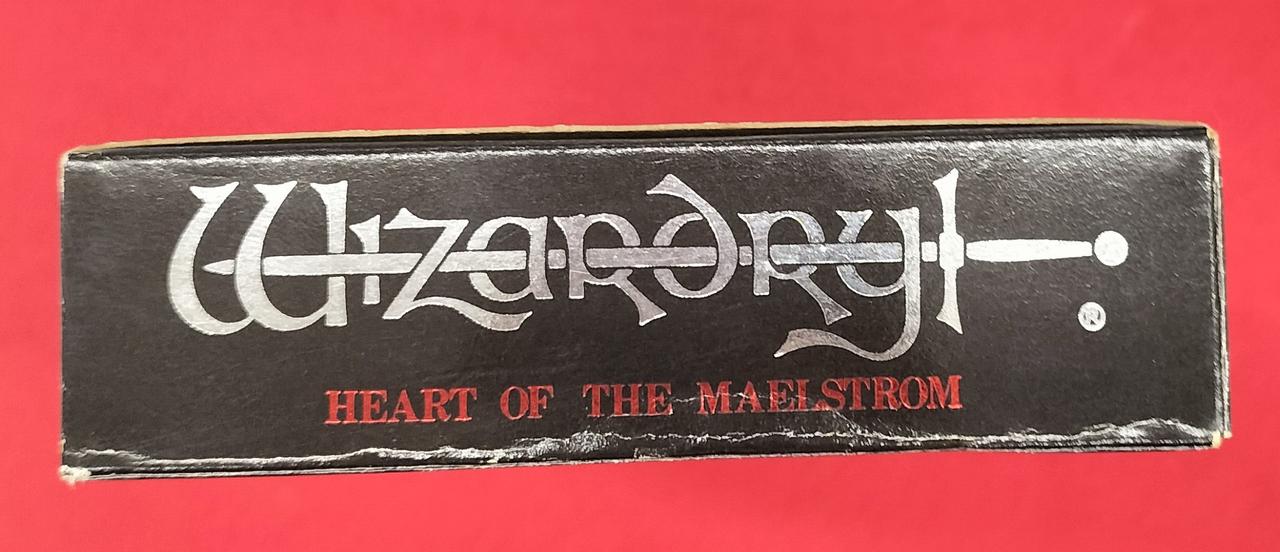 Wizardry
®
HEART OF THE MAELSTROM